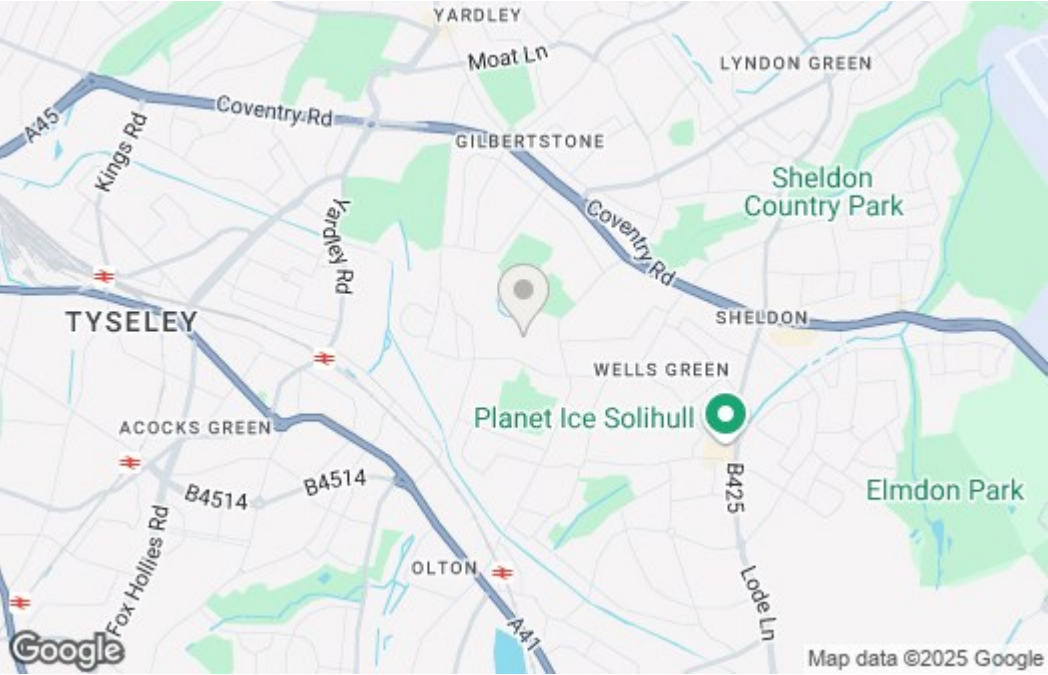 YARDLEY
Moat Ln
LYNDON GREEN
A45
Coventry Rd
Kings Rd
GILBERTSTONE
Sheldon
Country Park
Yardley Rd
Coventry Rd
TYSELEY
SHELDON
WELLS GREEN
Planet Ice Solihull
ACOCKS GREEN
B4514
B4514
B425
Elmdon Park
Fox Hollies Rd
OLTON
Lode Ln
A41
Google
Map data ©2025 Google